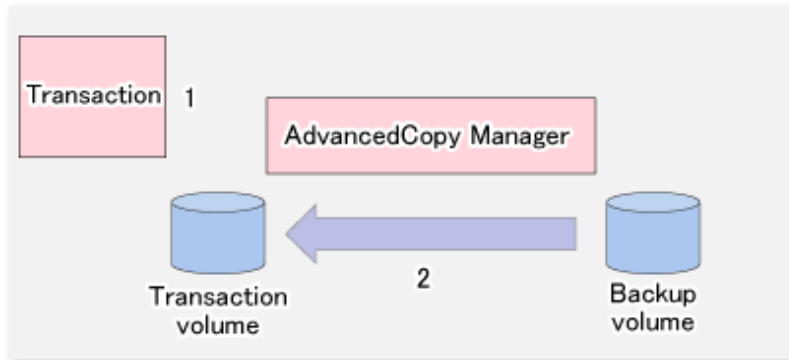 Transaction
1
AdvancedCopy Manager
2
Transaction
volume
Backup
volume